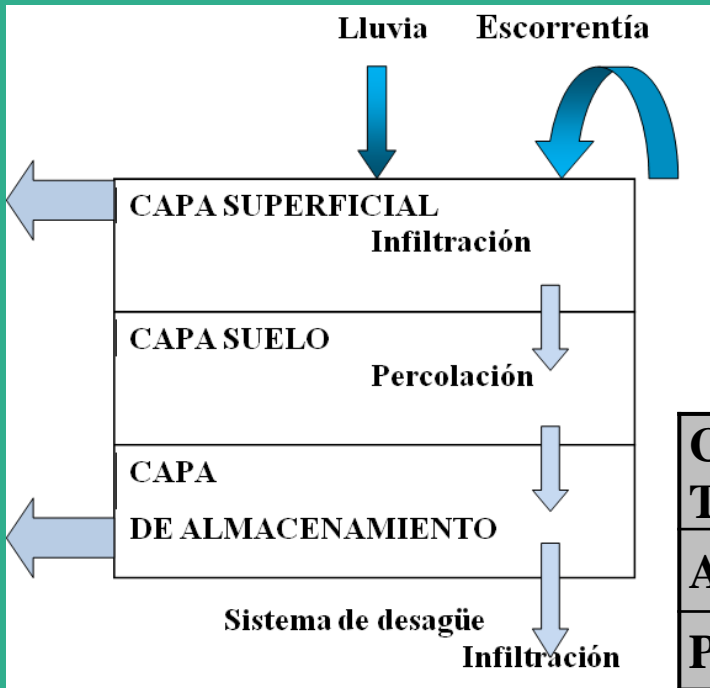 Lluvia Escorrentía
CAPA SUPERFICIAL
Infiltración
CAPA SUELO
Percolación
CAPA
DE ALMACENAMIENTO
Sistema de desagüe
Infiltración